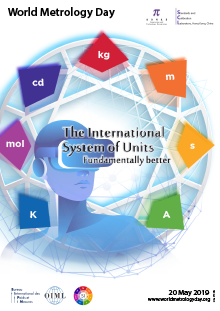 World Metrology Day
kg
cd
m
mol
s
The International
System of Units
Fundamentally better
K
A
OIML
20 May 2019
www.worldmetrologyday.org